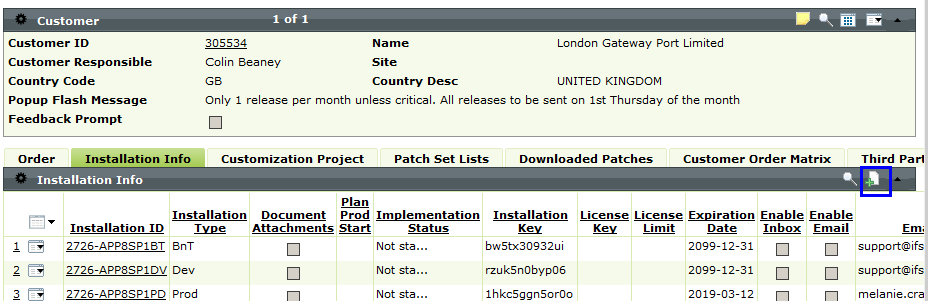 Customer 1 of 1
Customer ID 305534 Name London Gateway Port Limited
Customer Responsible Colin Beaney Site
Country Code GB Country Desc UNITED KINGDOM
Popup Flash Message Only 1 release per month unless critical. All releases to be sent on 1st Thursday of the month
Feedback Prompt
Order Installation Info Customization Project Patch Set Lists Downloaded Patches Customer Order Matrix Third Part
Installation Info
Installation ID Installation Type Document Attachments Plan Prod Start Implementation Status Installation Key License Key License Limit Expiration Date Enable Inbox Enable Email Ema
1 2726-APP8SP1BT BnT Not sta... bw5tx30932ui 2099-12-31 support@ifs
2 2726-APP8SP1DV Dev Not sta... rzuk5n0byp06 2099-12-31 support@ifs
3 2726-APP8SP1PD Prod Not sta... 1hkc5ggn5or0o 2019-03-12 melanie.cra